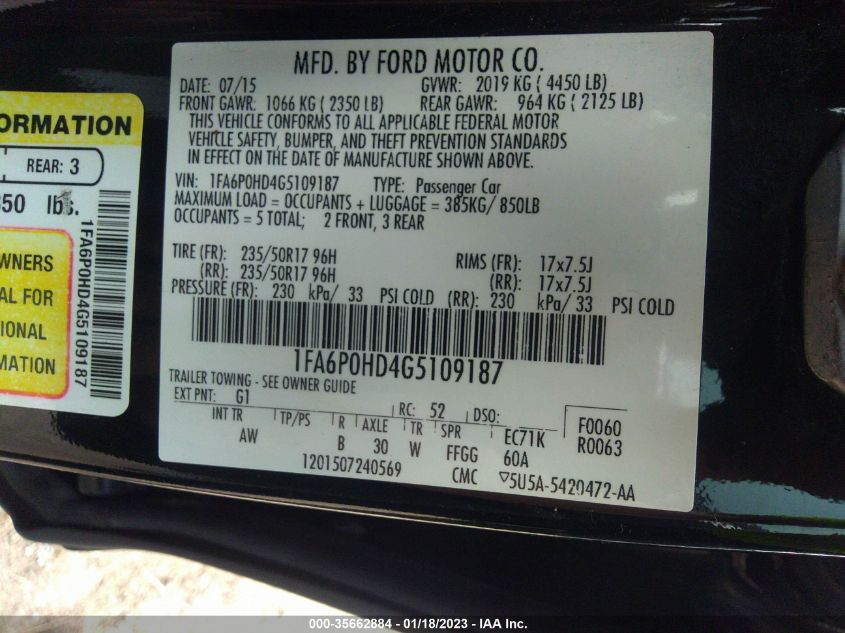 MFD. BY FORD MOTOR CO.
DATE: 07/15 GVWR: 2019 KG ( 4450 LB)
FRONT GAWR: 1066 KG ( 2350 LB) REAR GAWR: 964 KG ( 2125 LB)
THIS VEHICLE CONFORMS TO ALL APPLICABLE FEDERAL MOTOR
VEHICLE SAFETY, BUMPER, AND THEFT PREVENTION STANDARDS
IN EFFECT ON THE DATE OF MANUFACTURE SHOWN ABOVE.
VIN: 1FA6P0HD4G5109187 TYPE: Passenger Car
MAXIMUM LOAD = OCCUPANTS + LUGGAGE = 385KG/ 850LB
OCCUPANTS = 5 TOTAL; 2 FRONT, 3 REAR
TIRE (FR): 235/50R17 96H RIMS (FR): 17x7.5J
(RR): 235/50R17 96H (RR): 17x7.5J
PRESSURE (FR): 230 kPa/ 33 PSI COLD (RR): 230 kPa/ 33 PSI COLD
1FA6P0HD4G5109187
TRAILER TOWING - SEE OWNER GUIDE
EXT PNT: G1 RC: 52 DSO: F0060
INT TR TP/PS R AXLE TR SPR EC71K R0063
AW B 30 W FFGG 60A
1201507240569 CMC ▽5U5A-5420472-AA
ORMATION
REAR: 3
50 lbs.
WNERS
AL FOR
IONAL
MATION
1FA6P0HD4G5109187
000-35662884 / 01/18/2023 - IAA Inc.